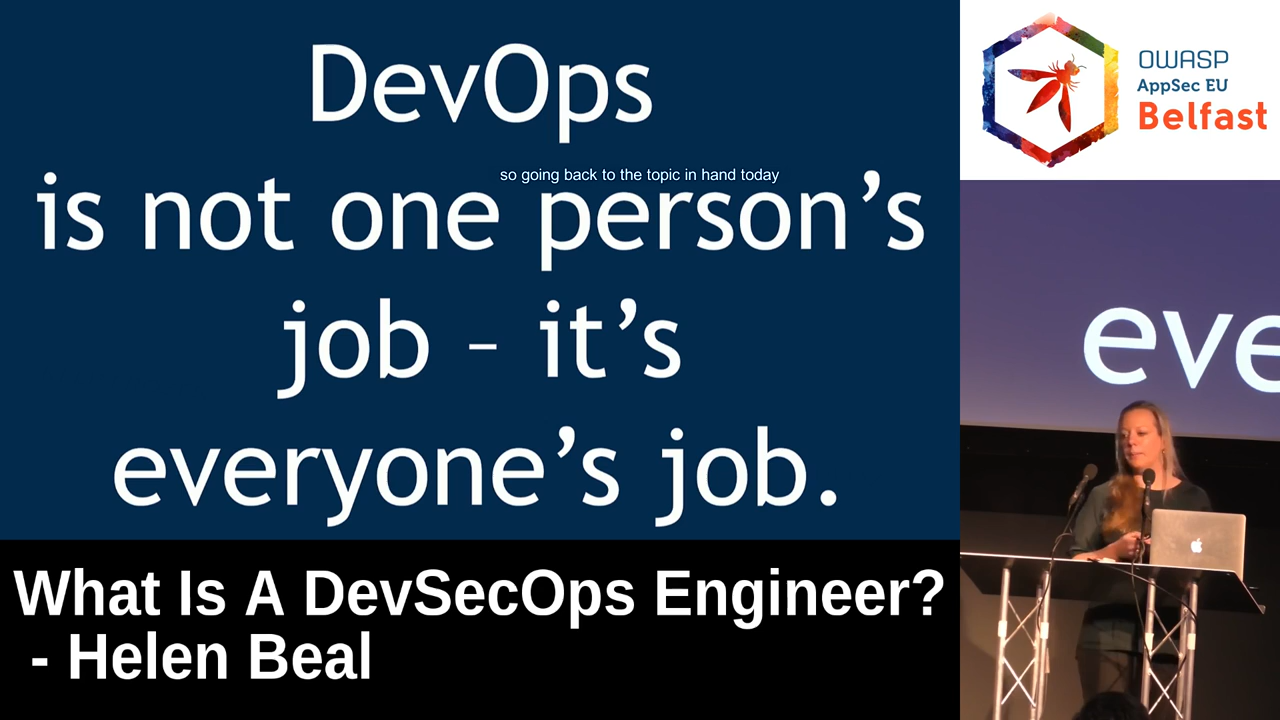 DevOps
so going back to the topic in hand today
is not one person’s
job – it’s
everyone’s job.
What Is A DevSecOps Engineer?
- Helen Beal
OWASP
AppSec EU
Belfast
eve